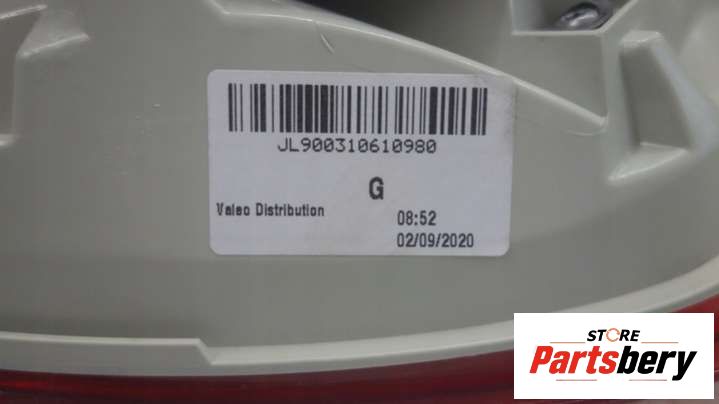 JL900310610980
G
Valeo Distribution
08:52
02/09/2020
STORE
Partsbery